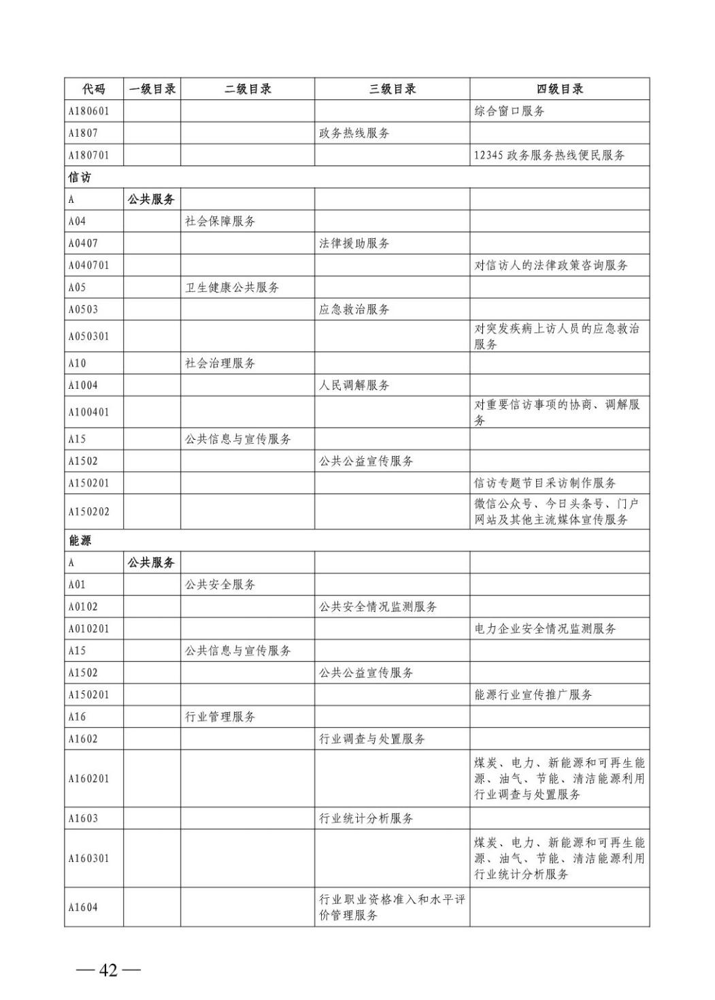 代码 一级目录 二级目录 三级目录 四级目录
A180601 综合窗口服务
A1807 政务热线服务
A180701 12345 政务服务热线便民服务
信访
A 公共服务
A04 社会保障服务
A0407 法律援助服务
A040701 对信访人的法律政策咨询服务
A05 卫生健康公共服务
A0503 应急救治服务
A050301 对突发疾病上访人员的应急救治
服务
A10 社会治理服务
A1004 人民调解服务
A100401 对重要信访事项的协商、调解服
务
A15 公共信息与宣传服务
A1502 公共公益宣传服务
A150201 信访专题节目采访制作服务
A150202 微信公众号、今日头条号、门户
网站及其他主流媒体宣传服务
能源
A 公共服务
A01 公共安全服务
A0102 公共安全情况监测服务
A010201 电力企业安全情况监测服务
A15 公共信息与宣传服务
A1502 公共公益宣传服务
A150201 能源行业宣传推广服务
A16 行业管理服务
A1602 行业调查与处置服务
A160201 煤炭、电力、新能源和可再生能
源、油气、节能、清洁能源利用
行业调查与处置服务
A1603 行业统计分析服务
A160301 煤炭、电力、新能源和可再生能
源、油气、节能、清洁能源利用
行业统计分析服务
A1604 行业职业资格准入和水平评
价管理服务
— 42 —